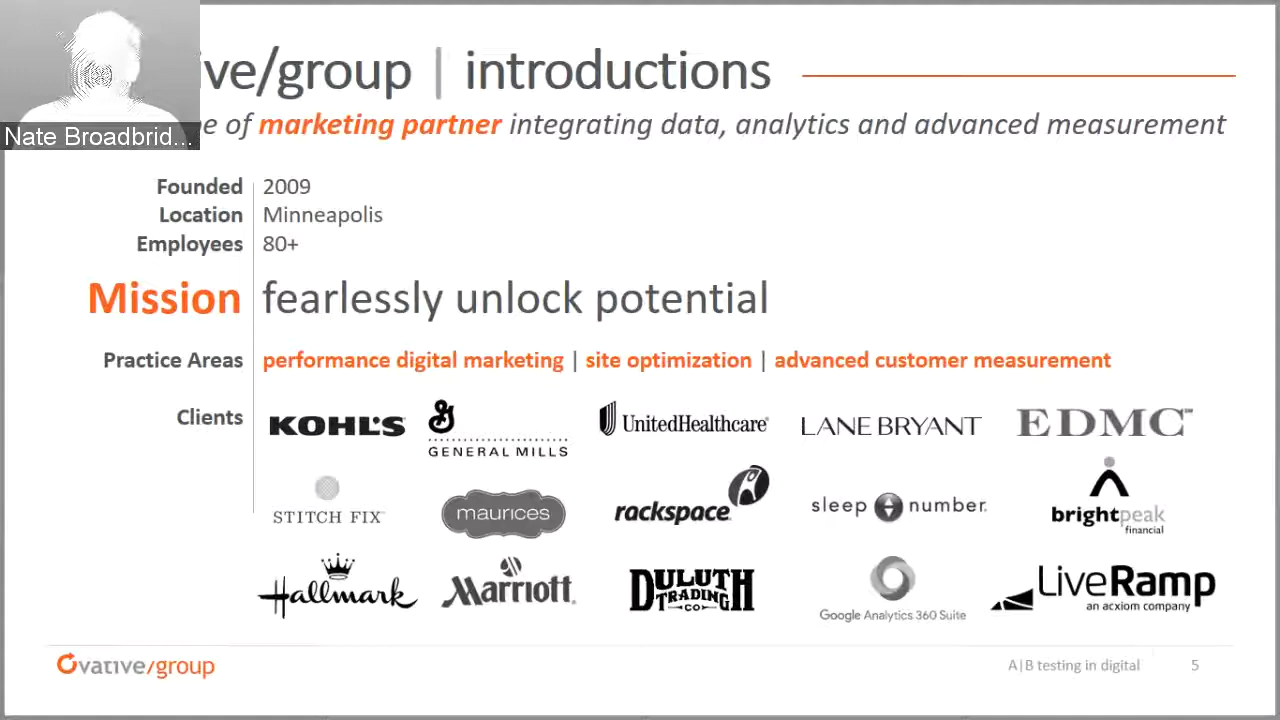 ive/group | introductions
e of marketing partner integrating data, analytics and advanced measurement
Nate Broadbrid...
Founded 2009
Location Minneapolis
Employees 80+
Mission fearlessly unlock potential
Practice Areas performance digital marketing | site optimization | advanced customer measurement
Clients
KOHL'S GENERAL MILLS UnitedHealthcare® LANE BRYANT EDMC™
STITCH FIX maurices rackspace sleep number. brightpeak financial
Hallmark Marriott DULUTH TRADING CO Google Analytics 360 Suite LiveRamp an acxiom company
Ovative/group
A|B testing in digital 5